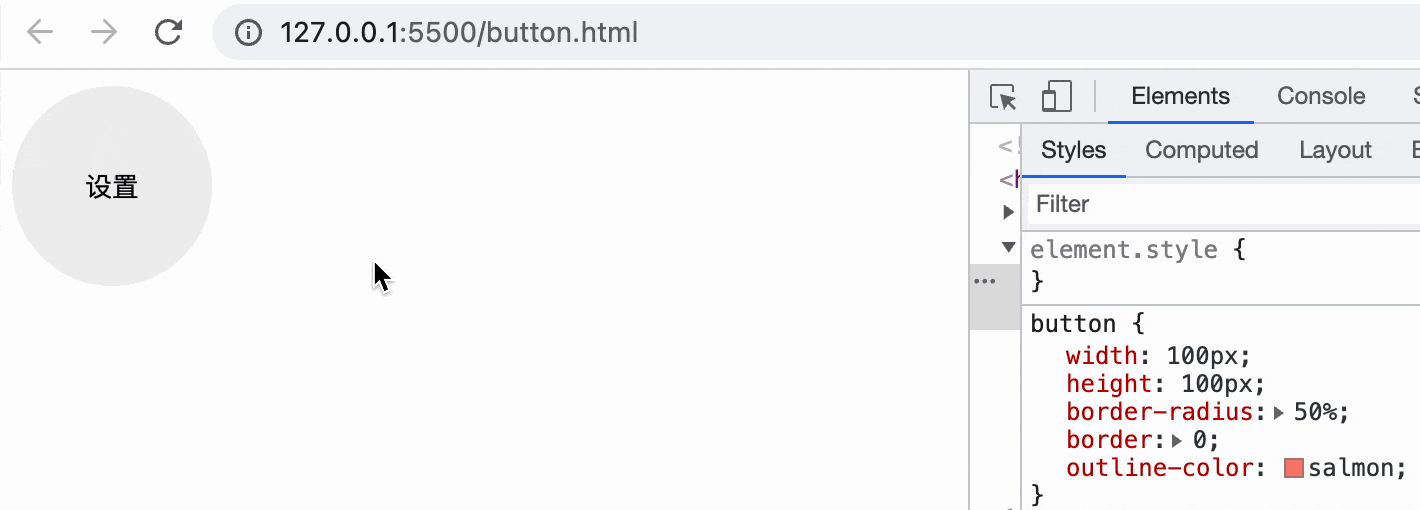 127.0.0.1:5500/button.html
设置
Elements Console
Styles Computed Layout
Filter
element.style {
}
button {
width: 100px;
height: 100px;
border-radius: 50%;
border: 0;
outline-color: salmon;
}